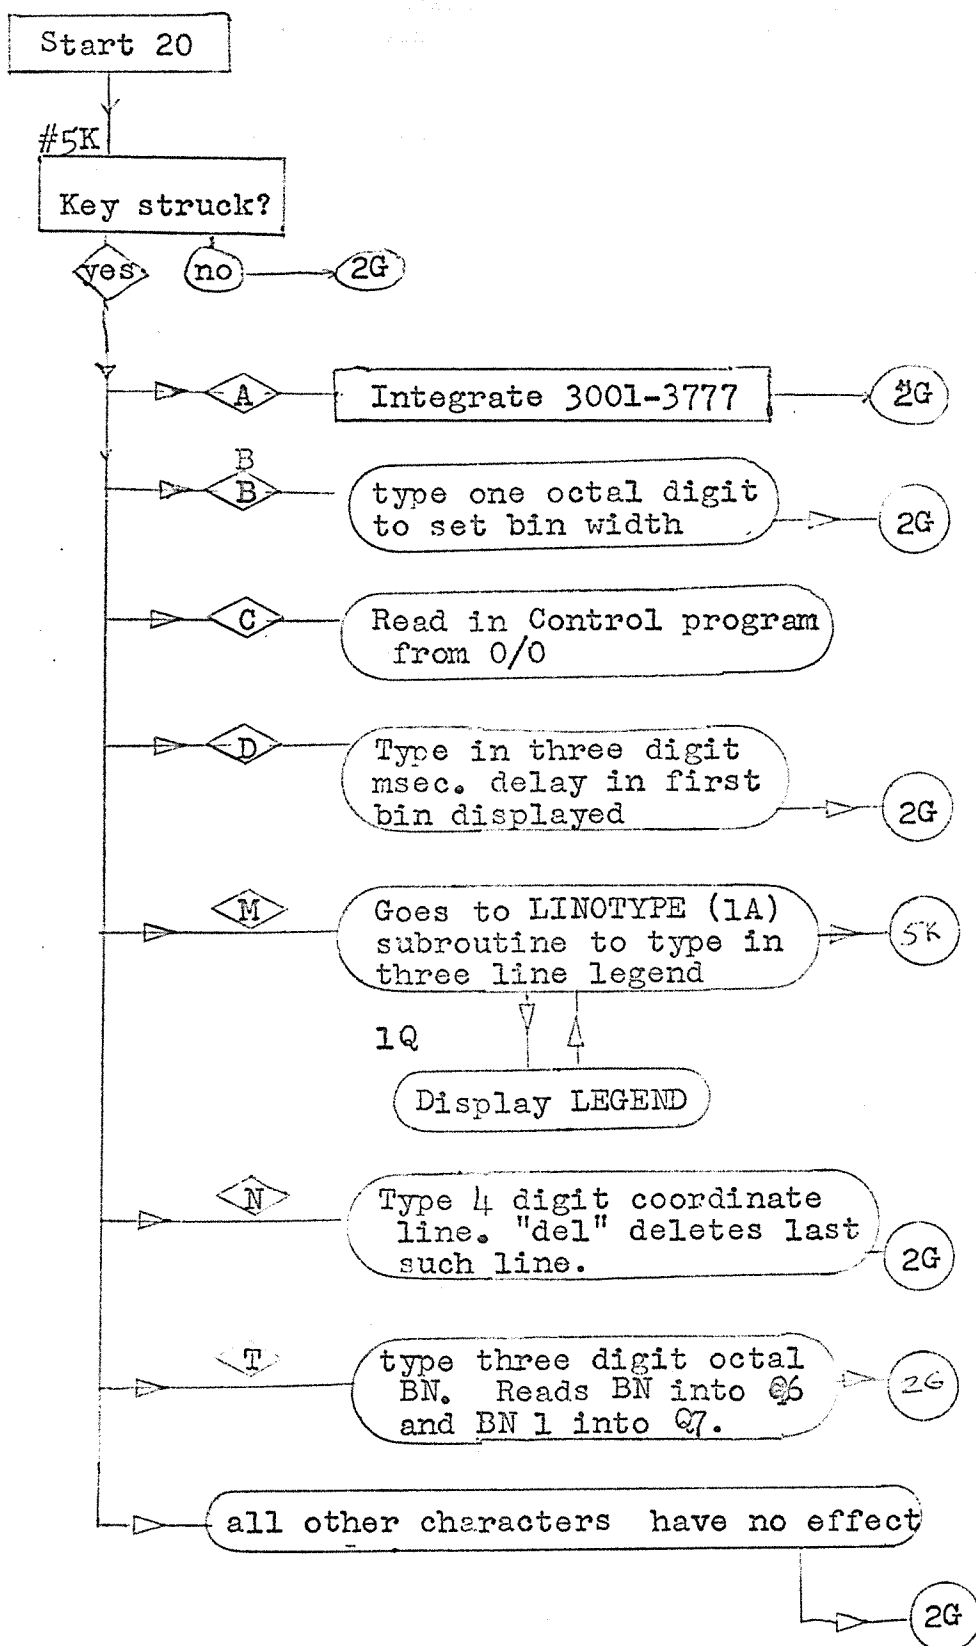 Start 20
#5K
Key struck?
yes no 2G
A Integrate 3001-3777 2G
B
B type one octal digit
to set bin width
2G
C Read in Control program
from 0/0
D Type in three digit
msec. delay in first
bin displayed
2G
M Goes to LINOTYPE (1A)
subroutine to type in
three line legend
5K
1Q
Display LEGEND
N Type 4 digit coordinate
line. "del" deletes last
such line.
2G
T type three digit octal
BN. Reads BN into Q6
and BN 1 into Q7.
2G
all other characters have no effect
2G